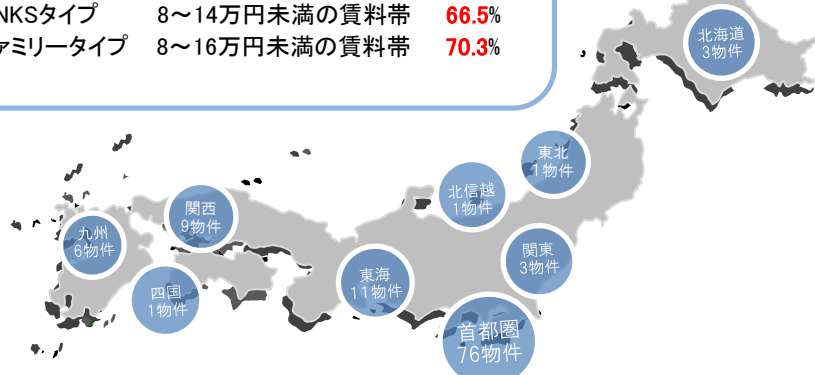 NKSタイプ 8～14万円未満の賃料帯 66.5%
ァミリータイプ 8～16万円未満の賃料帯 70.3%
北海道
3物件
東北
1物件
北信越
1物件
関西
9物件
九州
6物件
関東
3物件
東海
11物件
四国
1物件
首都圏
76物件